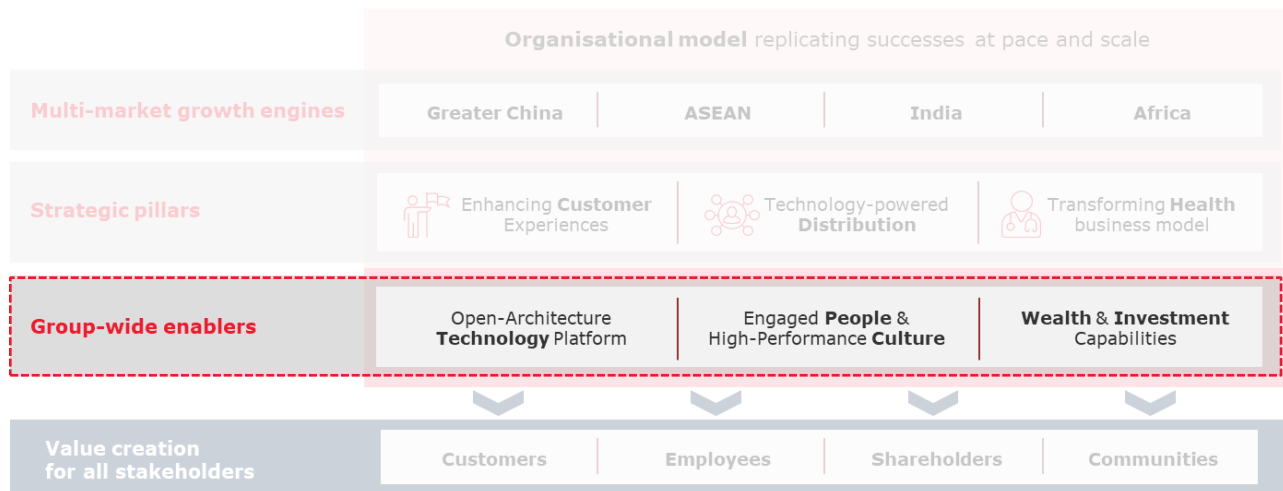 Organisational model replicating successes at pace and scale
Multi-market growth engines
Greater China
ASEAN
India
Africa
Strategic pillars
Enhancing Customer
Experiences
Technology-powered
Distribution
Transforming Health
business model
Group-wide enablers
Open-Architecture
Technology Platform
Engaged People &
High-Performance Culture
Wealth & Investment
Capabilities
Value creation
for all stakeholders
Customers
Employees
Shareholders
Communities